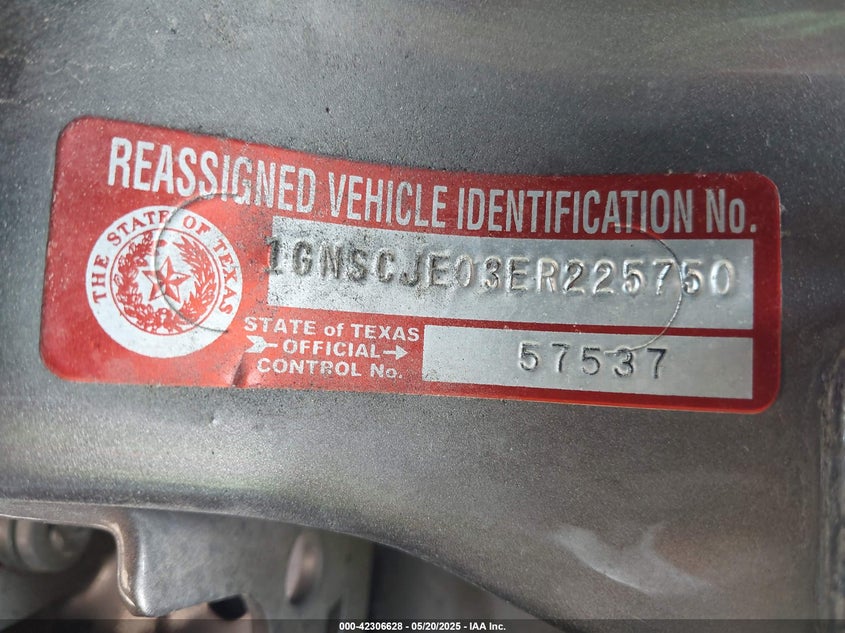 REASSIGNED VEHICLE IDENTIFICATION No.
THE STATE OF TEXAS
1GNSCJE03ER225750
STATE of TEXAS
OFFICIAL
CONTROL No.
57537
000-42306628 - 05/20/2025 - IAA Inc.